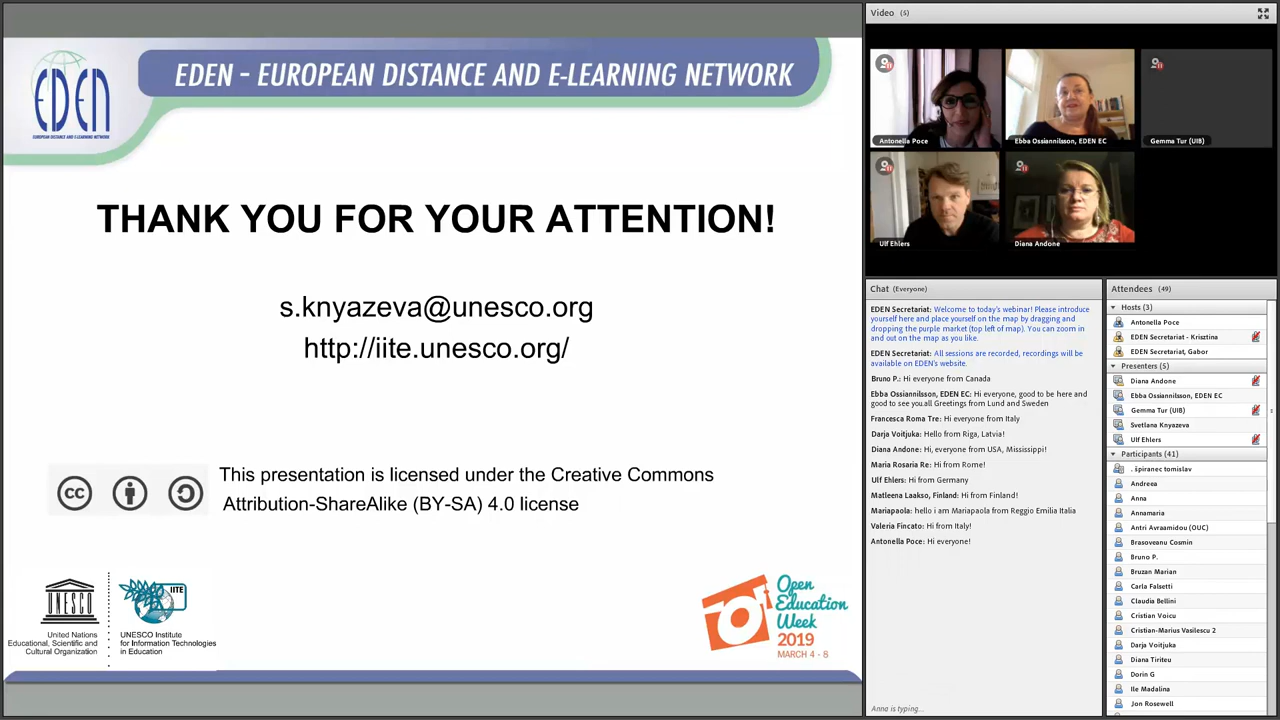 EDEN
EUROPEAN DISTANCE AND E-LEARNING NETWORK
EDEN – EUROPEAN DISTANCE AND E-LEARNING NETWORK
THANK YOU FOR YOUR ATTENTION!
s.knyazeva@unesco.org
http://iite.unesco.org/
cc
This presentation is licensed under the Creative Commons
Attribution-ShareAlike (BY-SA) 4.0 license
UNESCO
United Nations
Educational, Scientific and
Cultural Organization
IITE
UNESCO Institute
for Information Technologies
in Education
Open
Education
Week
2019
MARCH 4 - 8
Video (5)
Antonella Poce
Ebba Ossiannilsson, EDEN EC
Gemma Tur (UIB)
Ulf Ehlers
Diana Andone
Chat (Everyone)
EDEN Secretariat: Welcome to today's webinar! Please introduce
yourself here and place yourself on the map by dragging and
dropping the purple market (top left of map). You can zoom in
and out on the map as you like.
EDEN Secretariat: All sessions are recorded, recordings will be
available on EDEN's website.
Bruno P.: Hi everyone from Canada
Ebba Ossiannilsson, EDEN EC: Hi everyone, good to be here and
good to see you.all Greetings from Lund and Sweden
Francesca Roma Tre: Hi everyone from Italy
Darja Voitjuka: Hello from Riga, Latvia!
Diana Andone: Hi, everyone from USA, Mississippi!
Maria Rosaria Re: Hi from Rome!
Ulf Ehlers: Hi from Germany
Matleena Laakso, Finland: Hi from Finland!
Mariapaola: hello i am Mariapaola from Reggio Emilia Italia
Valeria Fincato: Hi from Italy!
Antonella Poce: Hi everyone!
Anna is typing...
Attendees (49)
Hosts (3)
Antonella Poce
EDEN Secretariat - Krisztina
EDEN Secretariat, Gabor
Presenters (5)
Diana Andone
Ebba Ossiannilsson, EDEN EC
Gemma Tur (UIB)
Svetlana Knyazeva
Ulf Ehlers
Participants (41)
. špiranec tomislav
Andreea
Anna
Annamaria
Antri Avraamidou (OUC)
Brasoveanu Cosmin
Bruno P.
Bruzan Marian
Carla Falsetti
Claudia Bellini
Cristian Voicu
Cristian-Marius Vasilescu 2
Darja Voitjuka
Diana Tiriteu
Dorin G
Ile Madalina
Jon Rosewell